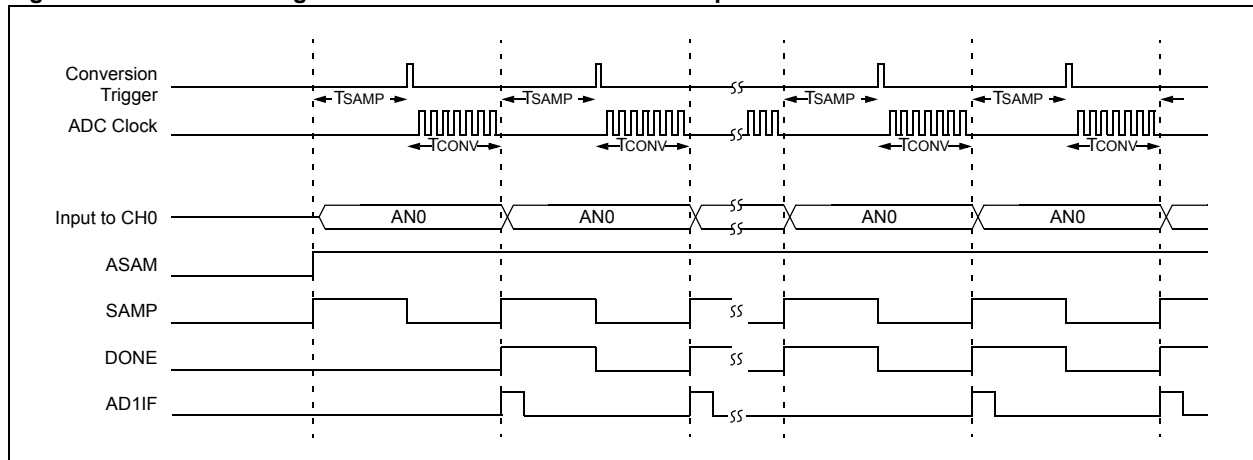 Conversion
Trigger
TSAMP TSAMP TSAMP TSAMP
ADC Clock
TCONV TCONV TCONV TCONV
Input to CH0 AN0 AN0 AN0 AN0
ASAM
SAMP
DONE
AD1IF